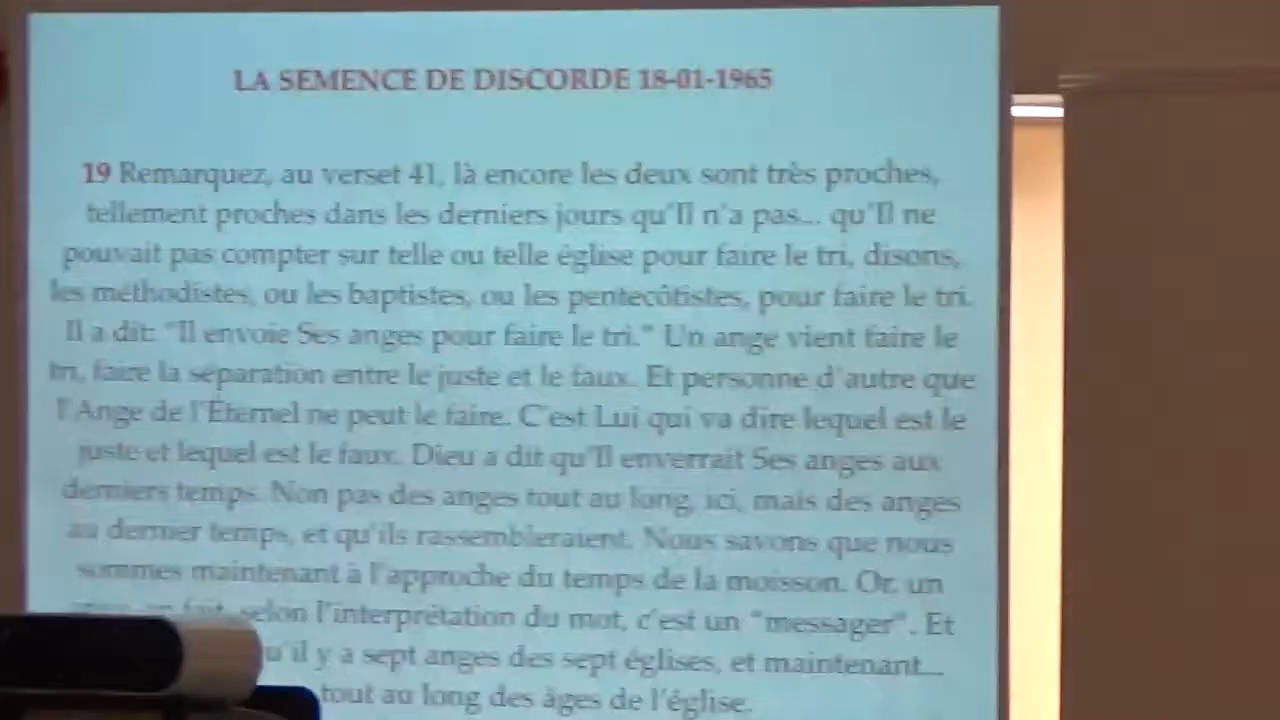 LA SEMENCE DE DISCORDE 18-01-1965
19 Remarquez, au verset 41, là encore les deux sont très proches,
tellement proches dans les derniers jours qu'Il n'a pas... qu'Il ne
pouvait pas compter sur telle ou telle église pour faire le tri, disons,
les méthodistes, ou les baptistes, ou les pentecôtistes, pour faire le tri.
Il a dit: "Il envoie Ses anges pour faire le tri." Un ange vient faire le
tri, faire la séparation entre le juste et le faux. Et personne d'autre que
l'Ange de l'Éternel ne peut le faire. C'est Lui qui va dire lequel est le
juste et lequel est le faux. Dieu a dit qu'Il enverrait Ses anges aux
derniers temps. Non pas des anges tout au long, ici, mais des anges
au dernier temps, et qu'ils rassembleraient. Nous savons que nous
sommes maintenant à l'approche du temps de la moisson. Or, un
selon l'interprétation du mot, c'est un "messager". Et
il y a sept anges des sept églises, et maintenant...
tout au long des âges de l'église.